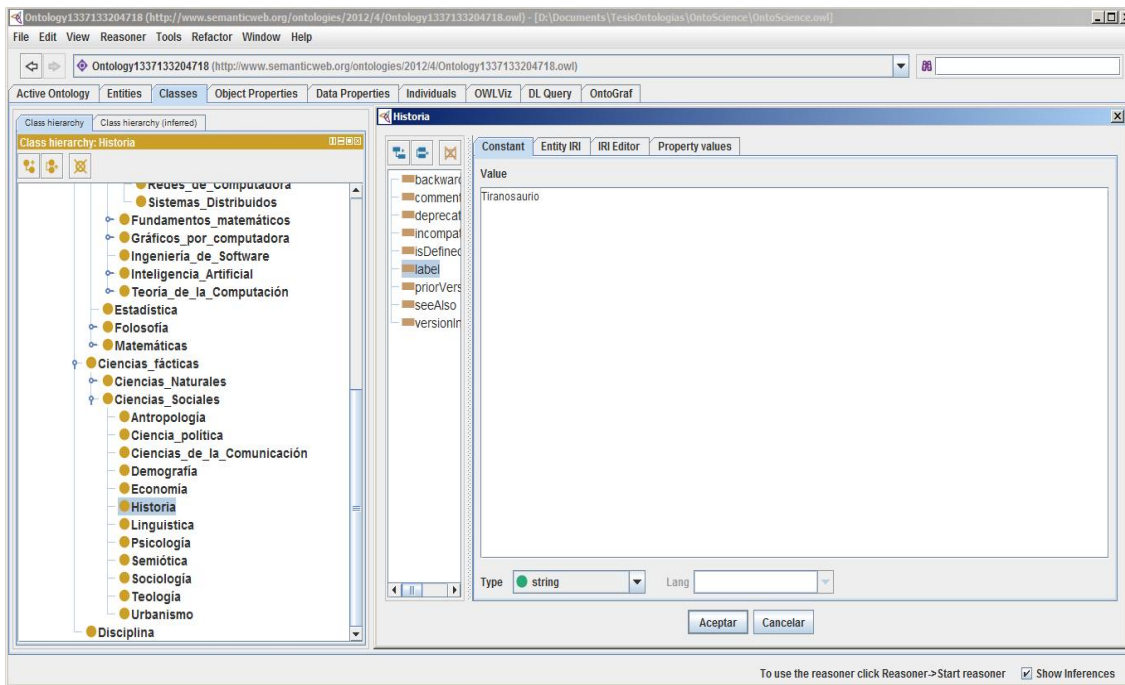 Ontology1337133204718 (http://www.semanticweb.org/ontologies/2012/4/Ontology1337133204718.owl) - [D:\Documents\TesisOntologias\OntoScience\OntoScience.owl]
File Edit View Reasoner Tools Refactor Window Help
Ontology1337133204718 (http://www.semanticweb.org/ontologies/2012/4/Ontology1337133204718.owl)
Active Ontology Entities Classes Object Properties Data Properties Individuals OWLViz DL Query OntoGraf
Class hierarchy Class hierarchy (inferred)
Class hierarchy: Historia
Redes_de_Computadora
Sistemas_Distribuidos
Fundamentos_matemáticos
Gráficos_por_computadora
Ingeniería_de_Software
Inteligencia_Artificial
Teoría_de_la_Computación
Estadística
Folosofía
Matemáticas
Ciencias_fácticas
Ciencias_Naturales
Ciencias_Sociales
Antropología
Ciencia_política
Ciencias_de_la_Comunicación
Demografía
Economía
Historia
Linguistica
Psicología
Semiótica
Sociología
Teología
Urbanismo
Disciplina
Historia
backward
comment
deprecat
incompat
isDefined
label
priorVers
seeAlso
versionIn
Constant Entity IRI IRI Editor Property values
Value
Tiranosaurio
Type string Lang
Aceptar Cancelar
To use the reasoner click Reasoner->Start reasoner Show Inferences